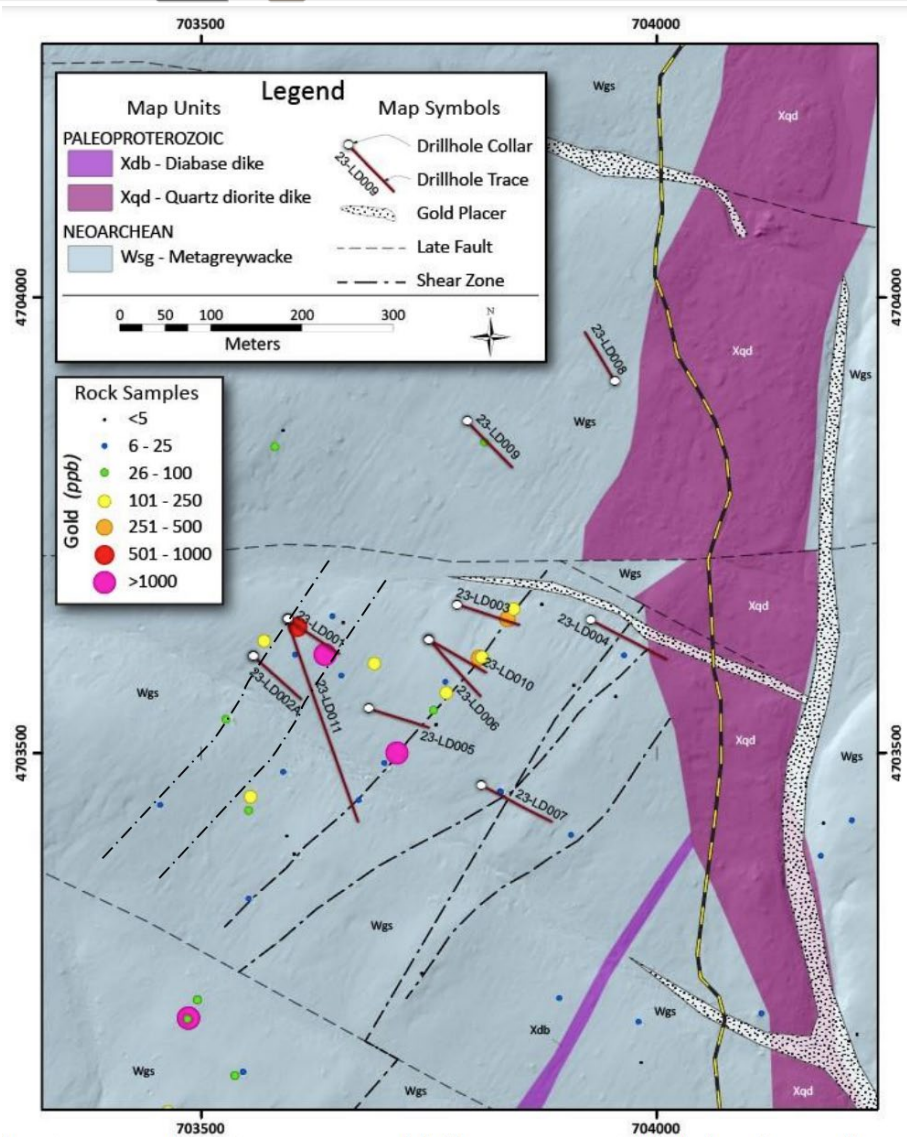 703500
704000
Legend
Map Units
Map Symbols
PALEOPROTEROZOIC
Xdb - Diabase dike
Xqd - Quartz diorite dike
NEOARCHEAN
Wsg - Metagreywacke
23-LD009
Drillhole Collar
Drillhole Trace
Gold Placer
Late Fault
Shear Zone
0 50 100 200 300
Meters
N
Rock Samples
Gold (ppb)
<5
6 - 25
26 - 100
101 - 250
251 - 500
501 - 1000
>1000
Wgs
Xqd
4704000
4704000
23-LD008
Xqd
Wgs
Wgs
23-LD009
Wgs
23-LD003
Xqd
23-LD001
23-LD004
23-LD010
23-LD002A
23-LD011
23-LD006
Wgs
23-LD005
Xqd
Wgs
4703500
4703500
23-LD007
Wgs
Wgs
Xdb
Wgs
Wgs
Xqd
703500
704000